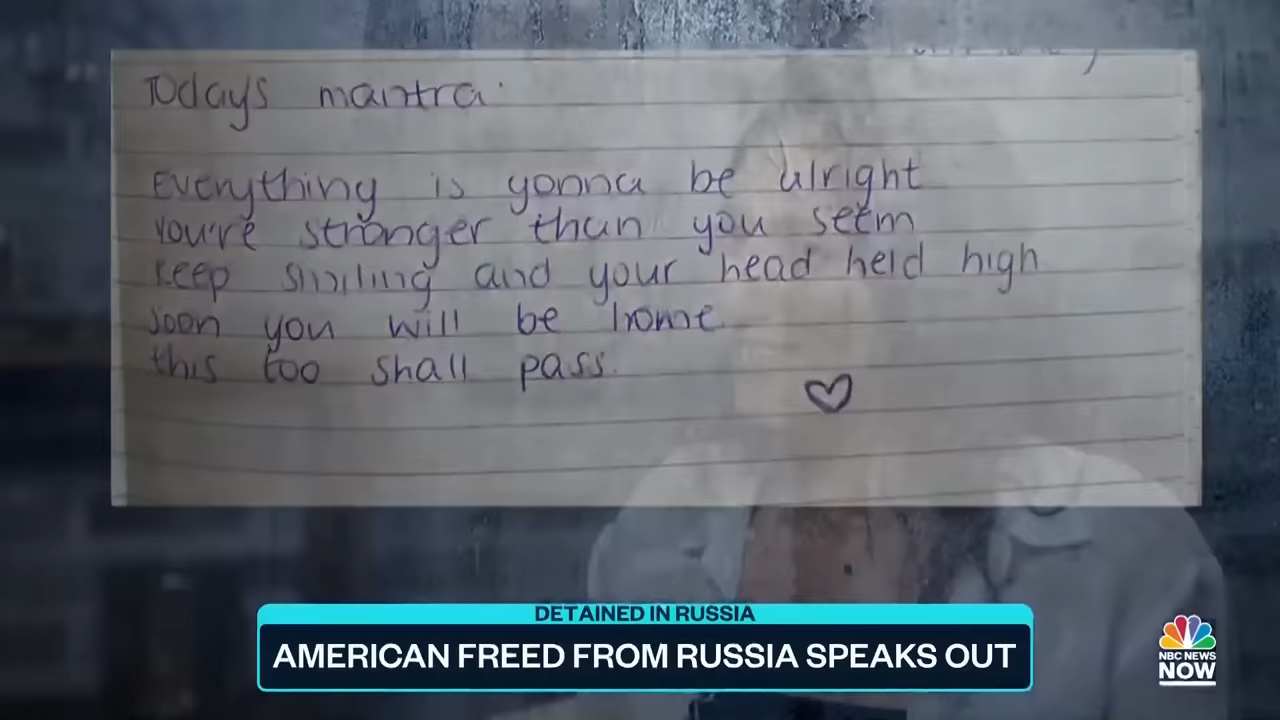 Todays mantra:
Everything is gonna be alright
You're stronger than you seem
Keep smiling and your head held high
soon you will be home
this too shall pass.
DETAINED IN RUSSIA
AMERICAN FREED FROM RUSSIA SPEAKS OUT
NBC NEWS
NOW